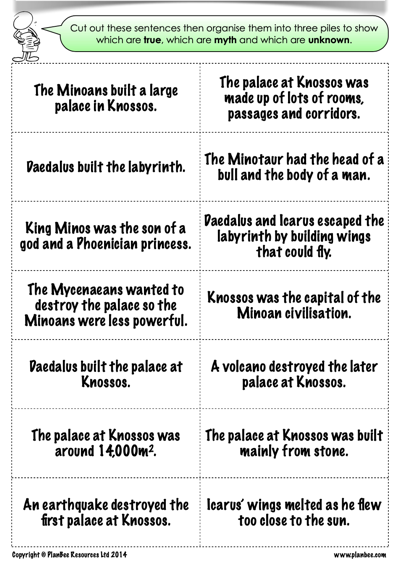 Cut out these sentences then organise them into three piles to show
which are true, which are myth and which are unknown.
The Minoans built a large
palace in Knossos.
The palace at Knossos was
made up of lots of rooms,
passages and corridors.
Daedalus built the labyrinth.
The Minotaur had the head of a
bull and the body of a man.
King Minos was the son of a
god and a Phoenician princess.
Daedalus and Icarus escaped the
labyrinth by building wings
that could fly.
The Mycenaeans wanted to
destroy the palace so the
Minoans were less powerful.
Knossos was the capital of the
Minoan civilisation.
Daedalus built the palace at
Knossos.
A volcano destroyed the later
palace at Knossos.
The palace at Knossos was
around 14,000m².
The palace at Knossos was built
mainly from stone.
An earthquake destroyed the
first palace at Knossos.
Icarus' wings melted as he flew
too close to the sun.
Copyright © PlanBee Resources Ltd 2014
www.planbee.com